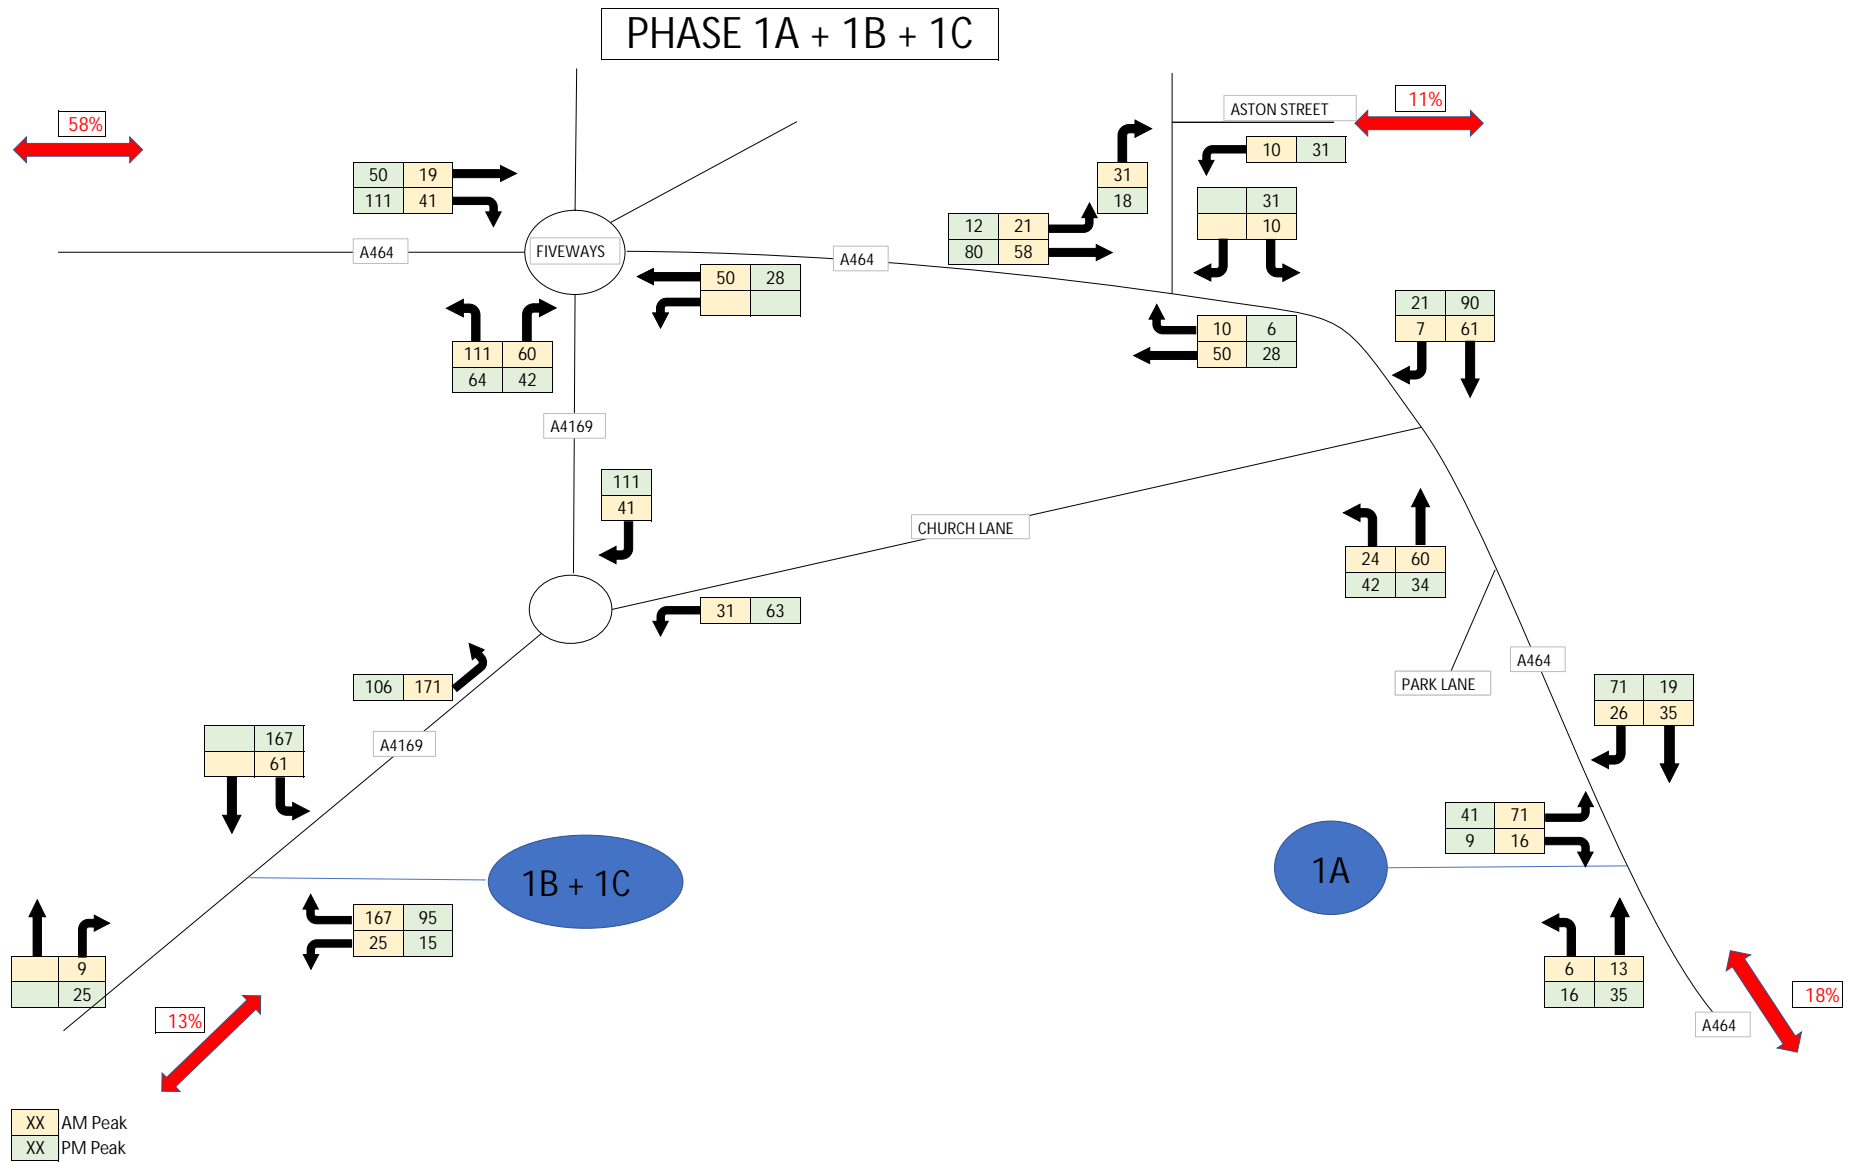 PHASE 1A + 1B + 1C
58%
11%
ASTON STREET
10 31
50 19
111 41
31
18
31
10
12 21
80 58
A464
FIVEWAYS
A464
50 28
21 90
7 61
10 6
50 28
111 60
64 42
A4169
111
41
CHURCH LANE
24 60
42 34
31 63
A464
PARK LANE
106 171
71 19
26 35
167
61
A4169
41 71
9 16
1A
1B + 1C
167 95
25 15
9
25
6 13
16 35
13%
18%
A464
XX AM Peak
XX PM Peak